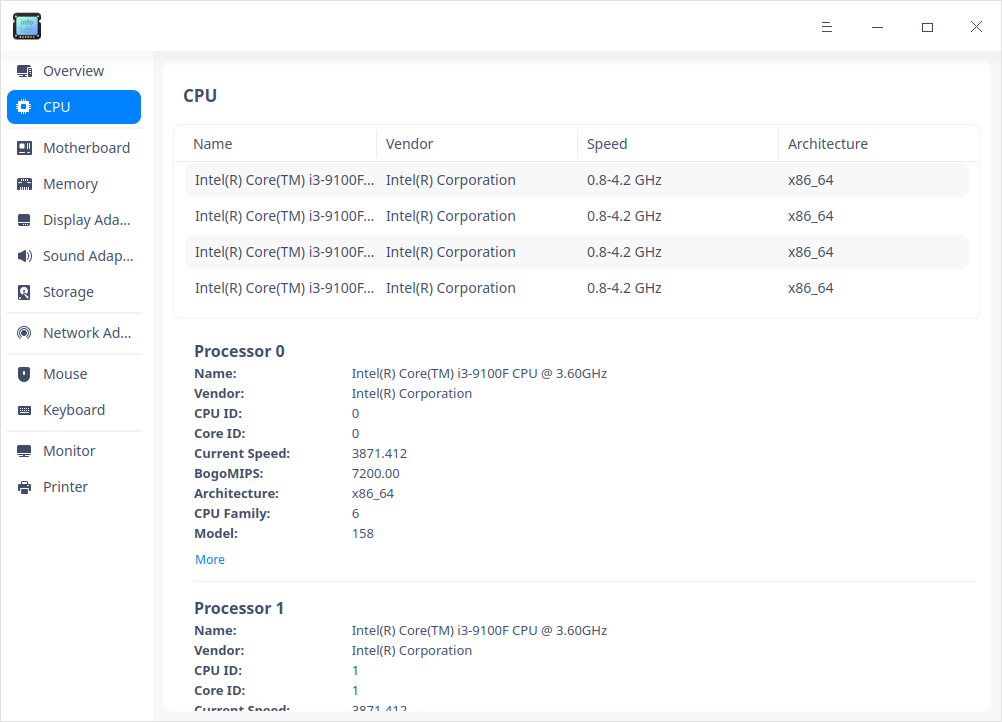 info
Overview
CPU
Motherboard
Memory
Display Ada...
Sound Adap...
Storage
Network Ad...
Mouse
Keyboard
Monitor
Printer
CPU
Name Vendor Speed Architecture
Intel(R) Core(TM) i3-9100F... Intel(R) Corporation 0.8-4.2 GHz x86_64
Intel(R) Core(TM) i3-9100F... Intel(R) Corporation 0.8-4.2 GHz x86_64
Intel(R) Core(TM) i3-9100F... Intel(R) Corporation 0.8-4.2 GHz x86_64
Intel(R) Core(TM) i3-9100F... Intel(R) Corporation 0.8-4.2 GHz x86_64
Processor 0
Name: Intel(R) Core(TM) i3-9100F CPU @ 3.60GHz
Vendor: Intel(R) Corporation
CPU ID: 0
Core ID: 0
Current Speed: 3871.412
BogoMIPS: 7200.00
Architecture: x86_64
CPU Family: 6
Model: 158
More
Processor 1
Name: Intel(R) Core(TM) i3-9100F CPU @ 3.60GHz
Vendor: Intel(R) Corporation
CPU ID: 1
Core ID: 1
Current Speed: 3871.412